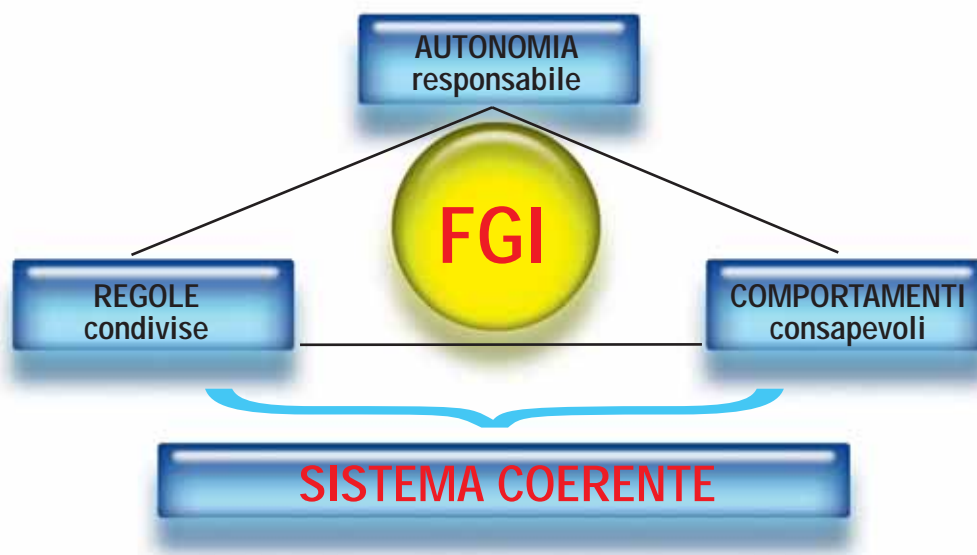 AUTONOMIA
responsabile
FGI
REGOLE
condivise
COMPORTAMENTI
consapevoli
SISTEMA COERENTE